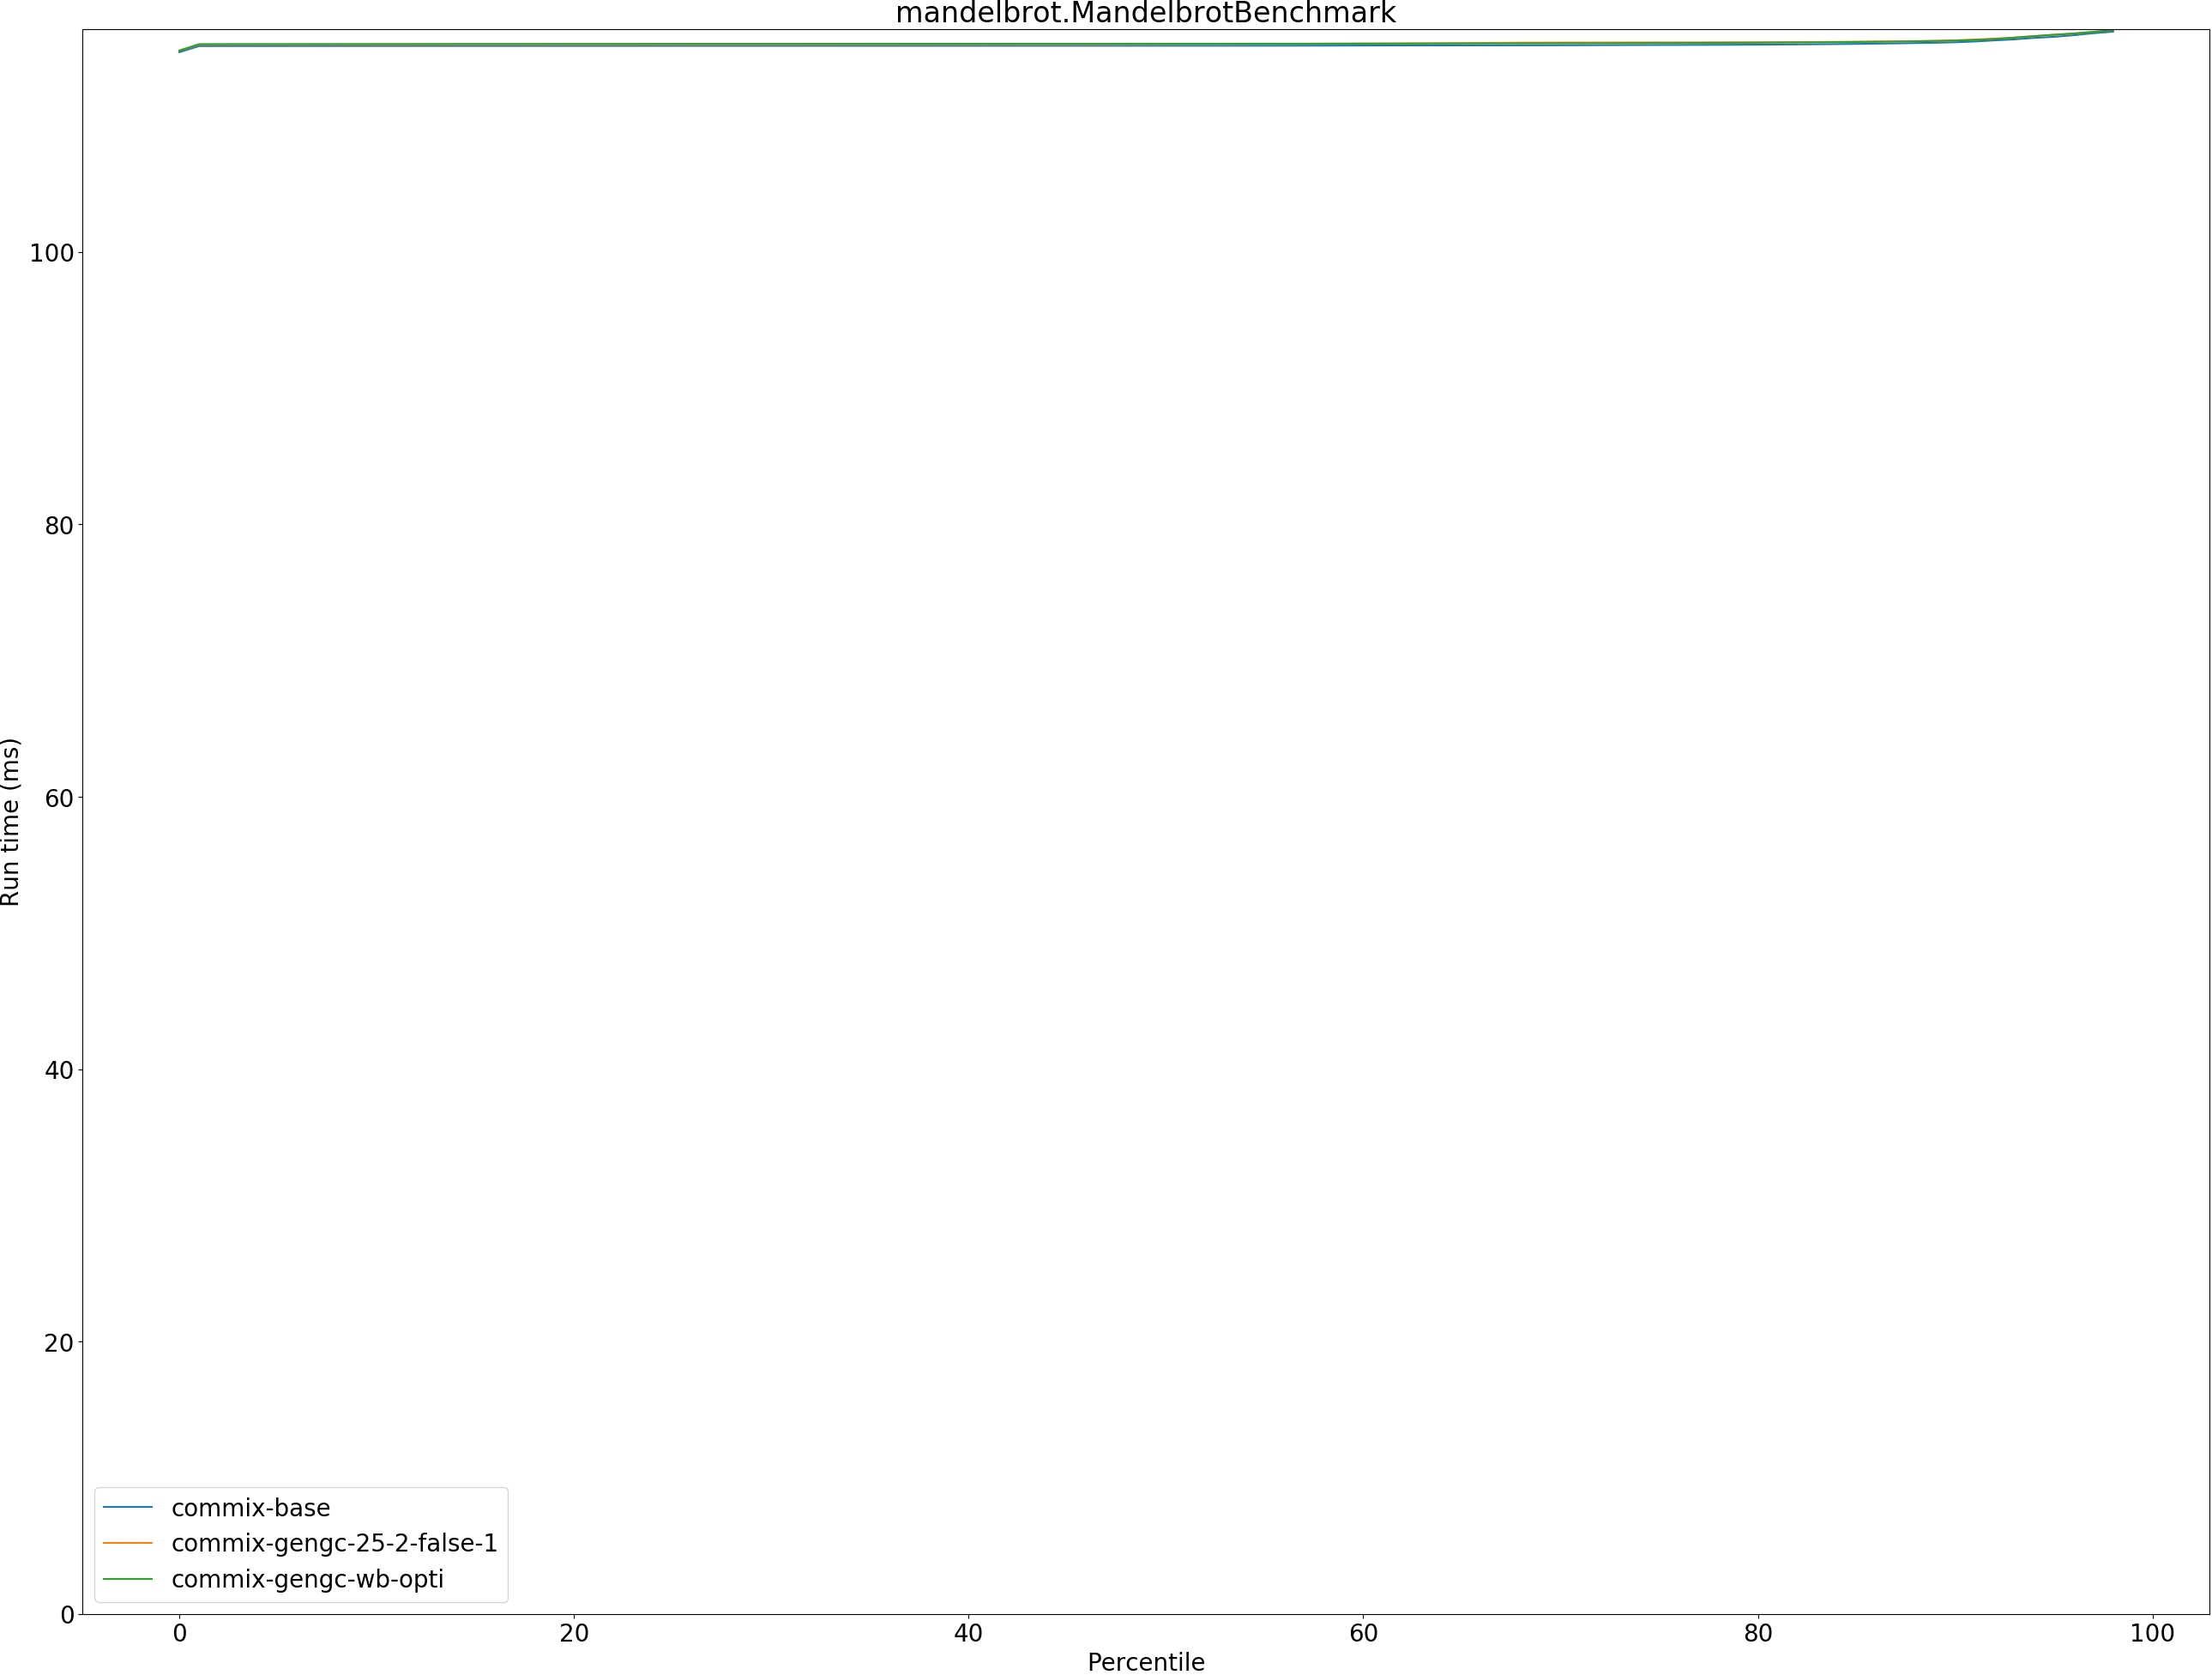 mandelbrot.MandelbrotBenchmark
100
80
60
40
20
0
Run time (ms)
commix-base
commix-gengc-25-2-false-1
commix-gengc-wb-opti
0 20 40 60 80 100
Percentile